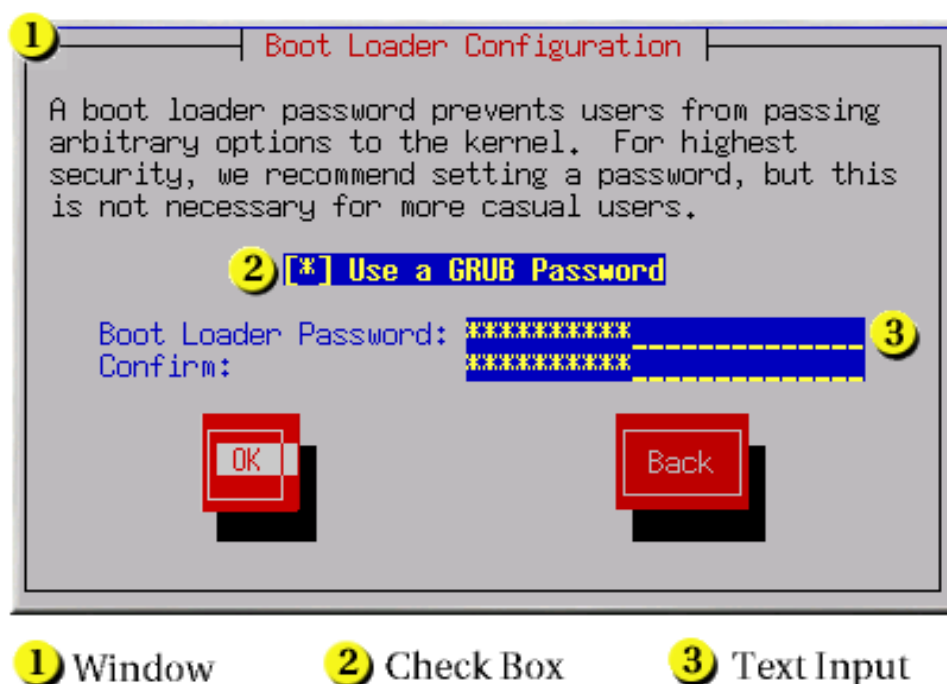 1
Boot Loader Configuration
A boot loader password prevents users from passing
arbitrary options to the kernel.  For highest
security, we recommend setting a password, but this
is not necessary for more casual users.
2 [*] Use a GRUB Password
Boot Loader Password: ********** 3
Confirm: **********
OK Back
1 Window 2 Check Box 3 Text Input